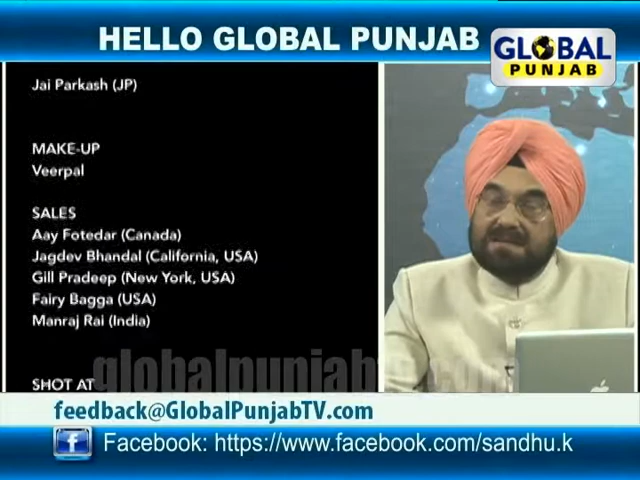 HELLO GLOBAL PUNJAB
GLOBAL
PUNJAB
Jai Parkash (JP)
MAKE-UP
Veerpal
SALES
Aay Fotedar (Canada)
Jagdev Bhandal (California, USA)
Gill Pradeep (New York, USA)
Fairy Bagga (USA)
Manraj Rai (India)
SHOT AT
feedback@GlobalPunjabTV.com
Facebook: https://www.facebook.com/sandhu.k